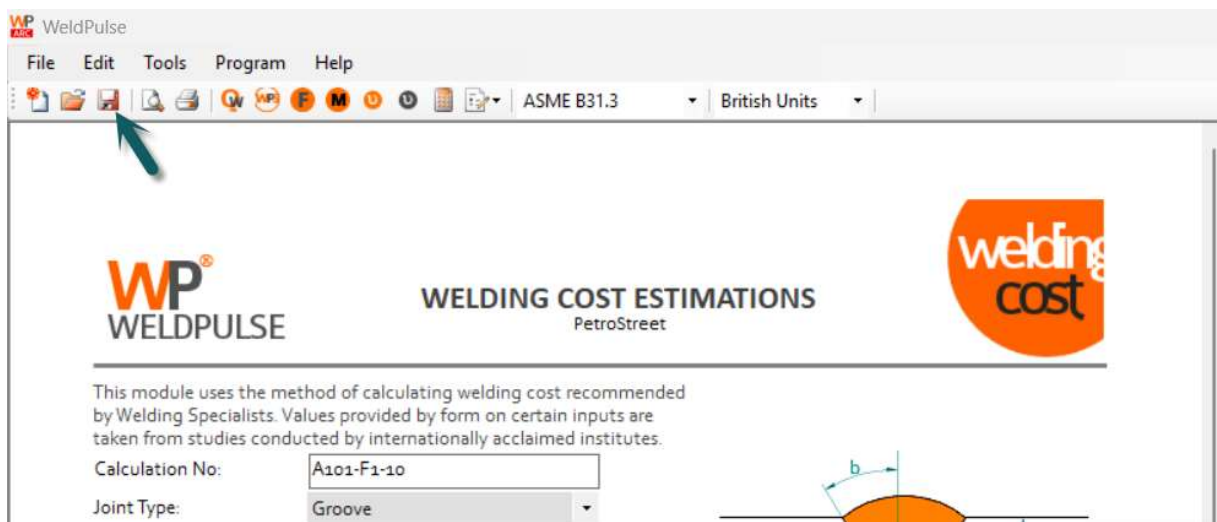 WP
ARC
WeldPulse
File Edit Tools Program Help
QW WP F M U U ASME B31.3 British Units
welding
cost
WP®
WELDPULSE
WELDING COST ESTIMATIONS
PetroStreet
This module uses the method of calculating welding cost recommended
by Welding Specialists. Values provided by form on certain inputs are
taken from studies conducted by internationally acclaimed institutes.
Calculation No: A101-F1-10
b
Joint Type: Groove